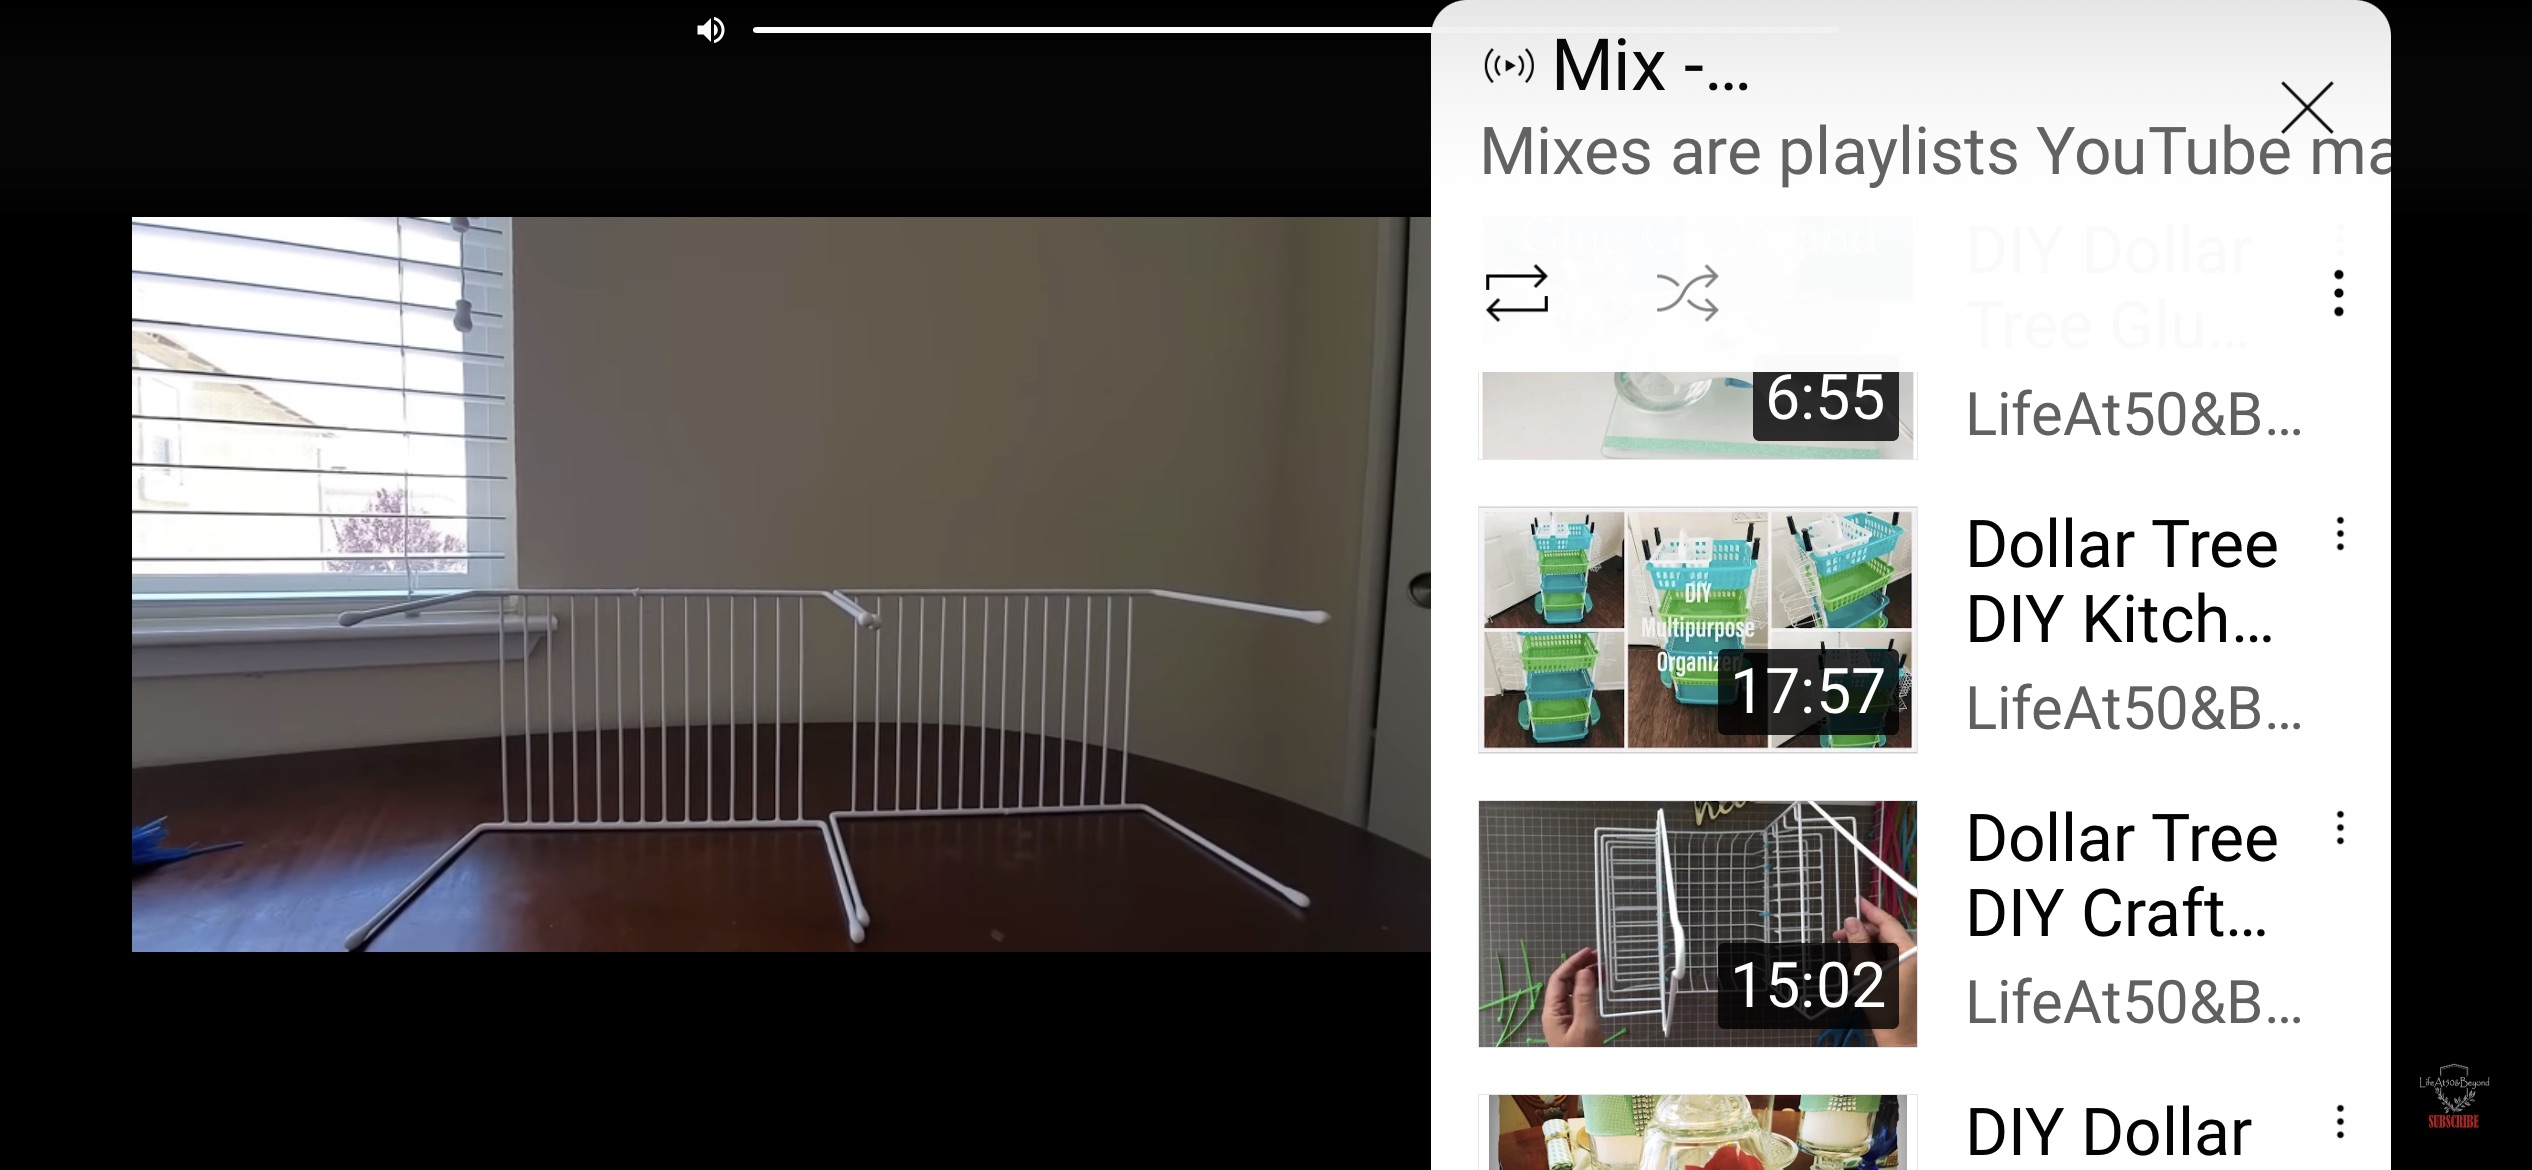 Mix -...
Mixes are playlists YouTube ma
DIY Dollar
Tree Glu...
6:55
LifeAt50&B...
DIY
Multipurpose
Organizer
17:57
Dollar Tree
DIY Kitch...
LifeAt50&B...
15:02
Dollar Tree
DIY Craft...
LifeAt50&B...
DIY Dollar
LifeAt50&Beyond
SUBSCRIBE